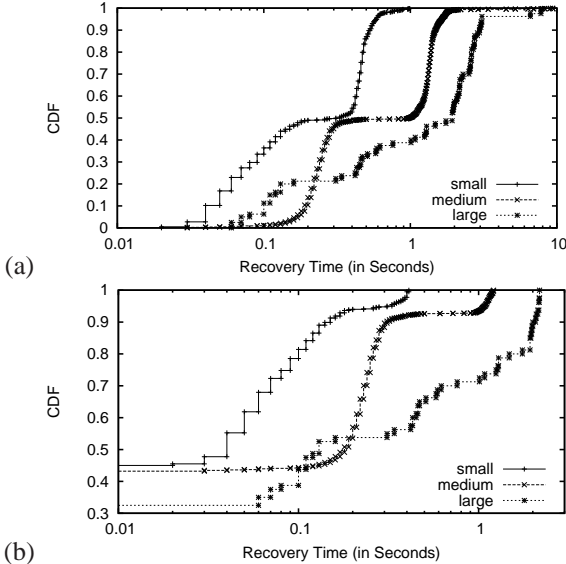 1
0.9
0.8
0.7
0.6
0.5
0.4
0.3
0.2
0.1
0
CDF
small
medium
large
0.01 0.1 1 10
Recovery Time (in Seconds)
(a)
1
0.9
0.8
0.7
0.6
0.5
0.4
0.3
CDF
small
medium
large
0.01 0.1 1
Recovery Time (in Seconds)
(b)